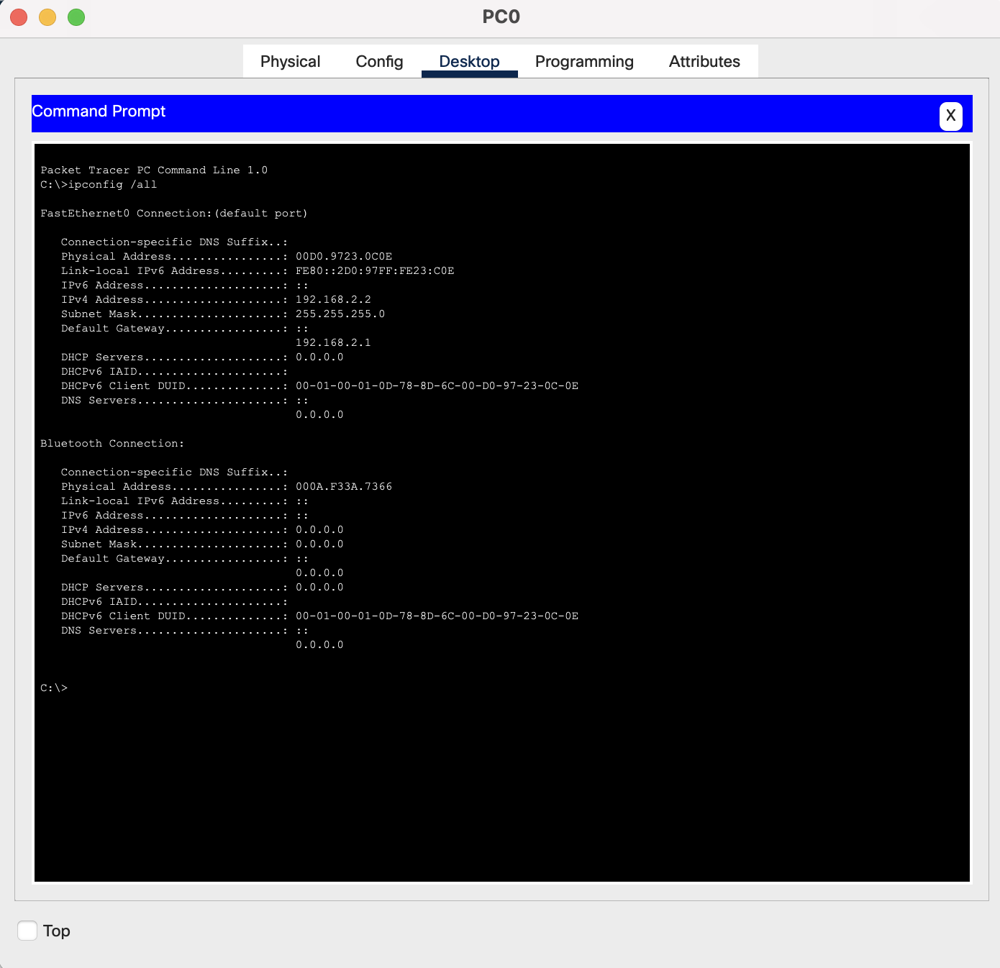 PC0
Physical Config Desktop Programming Attributes
Command Prompt
X
Packet Tracer PC Command Line 1.0
C:\>ipconfig /all
FastEthernet0 Connection:(default port)
Connection-specific DNS Suffix..:
Physical Address................: 00D0.9723.0C0E
Link-local IPv6 Address.........: FE80::2D0:97FF:FE23:C0E
IPv6 Address....................: ::
IPv4 Address....................: 192.168.2.2
Subnet Mask.....................: 255.255.255.0
Default Gateway.................: ::
192.168.2.1
DHCP Servers....................: 0.0.0.0
DHCPv6 IAID.....................:
DHCPv6 Client DUID..............: 00-01-00-01-0D-78-8D-6C-00-D0-97-23-0C-0E
DNS Servers.....................: ::
0.0.0.0
Bluetooth Connection:
Connection-specific DNS Suffix..:
Physical Address................: 000A.F33A.7366
Link-local IPv6 Address.........: ::
IPv6 Address....................: ::
IPv4 Address....................: 0.0.0.0
Subnet Mask.....................: 0.0.0.0
Default Gateway.................: ::
0.0.0.0
DHCP Servers....................: 0.0.0.0
DHCPv6 IAID.....................:
DHCPv6 Client DUID..............: 00-01-00-01-0D-78-8D-6C-00-D0-97-23-0C-0E
DNS Servers.....................: ::
0.0.0.0
C:\>
Top